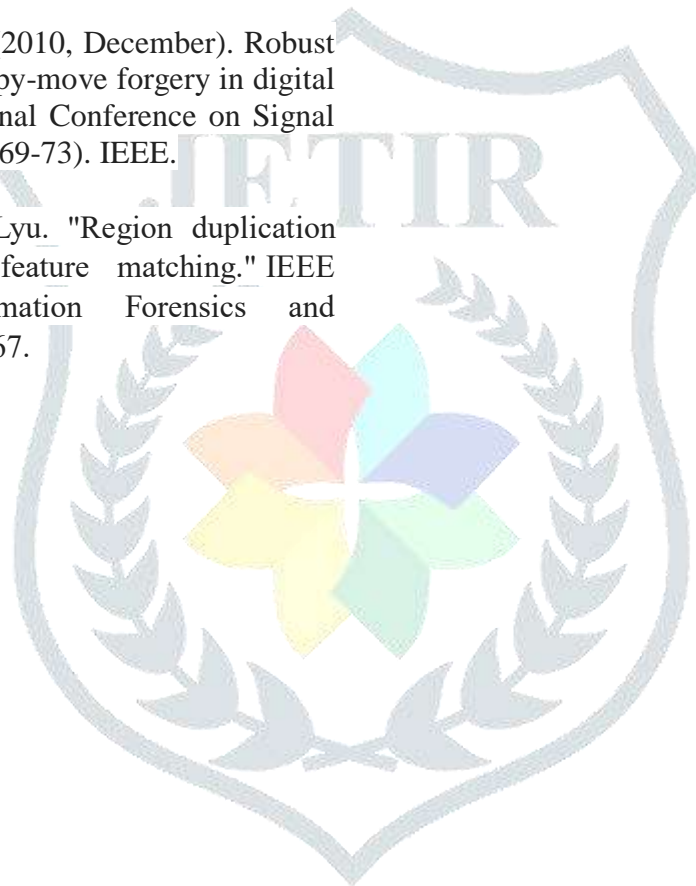 2010, December). Robust
py-move forgery in digital
nal Conference on Signal
69-73). IEEE.
JETIR
Lyu. "Region duplication
feature matching." IEEE
mation Forensics and
67.